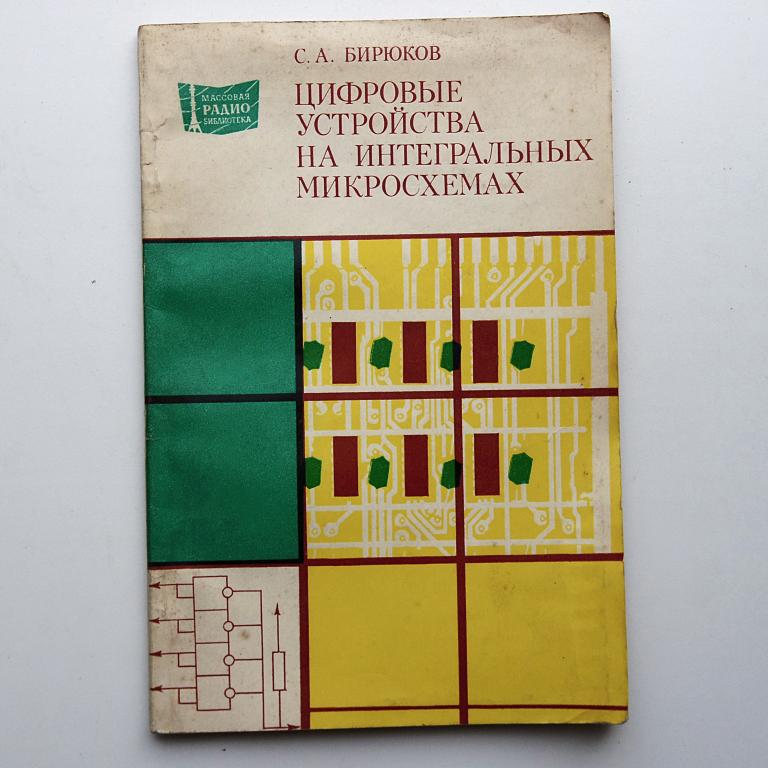 С. А. БИРЮКОВ
МАССОВАЯ
РАДИО
БИБЛИОТЕКА
ЦИФРОВЫЕ
УСТРОЙСТВА
НА ИНТЕГРАЛЬНЫХ
МИКРОСХЕМАХ